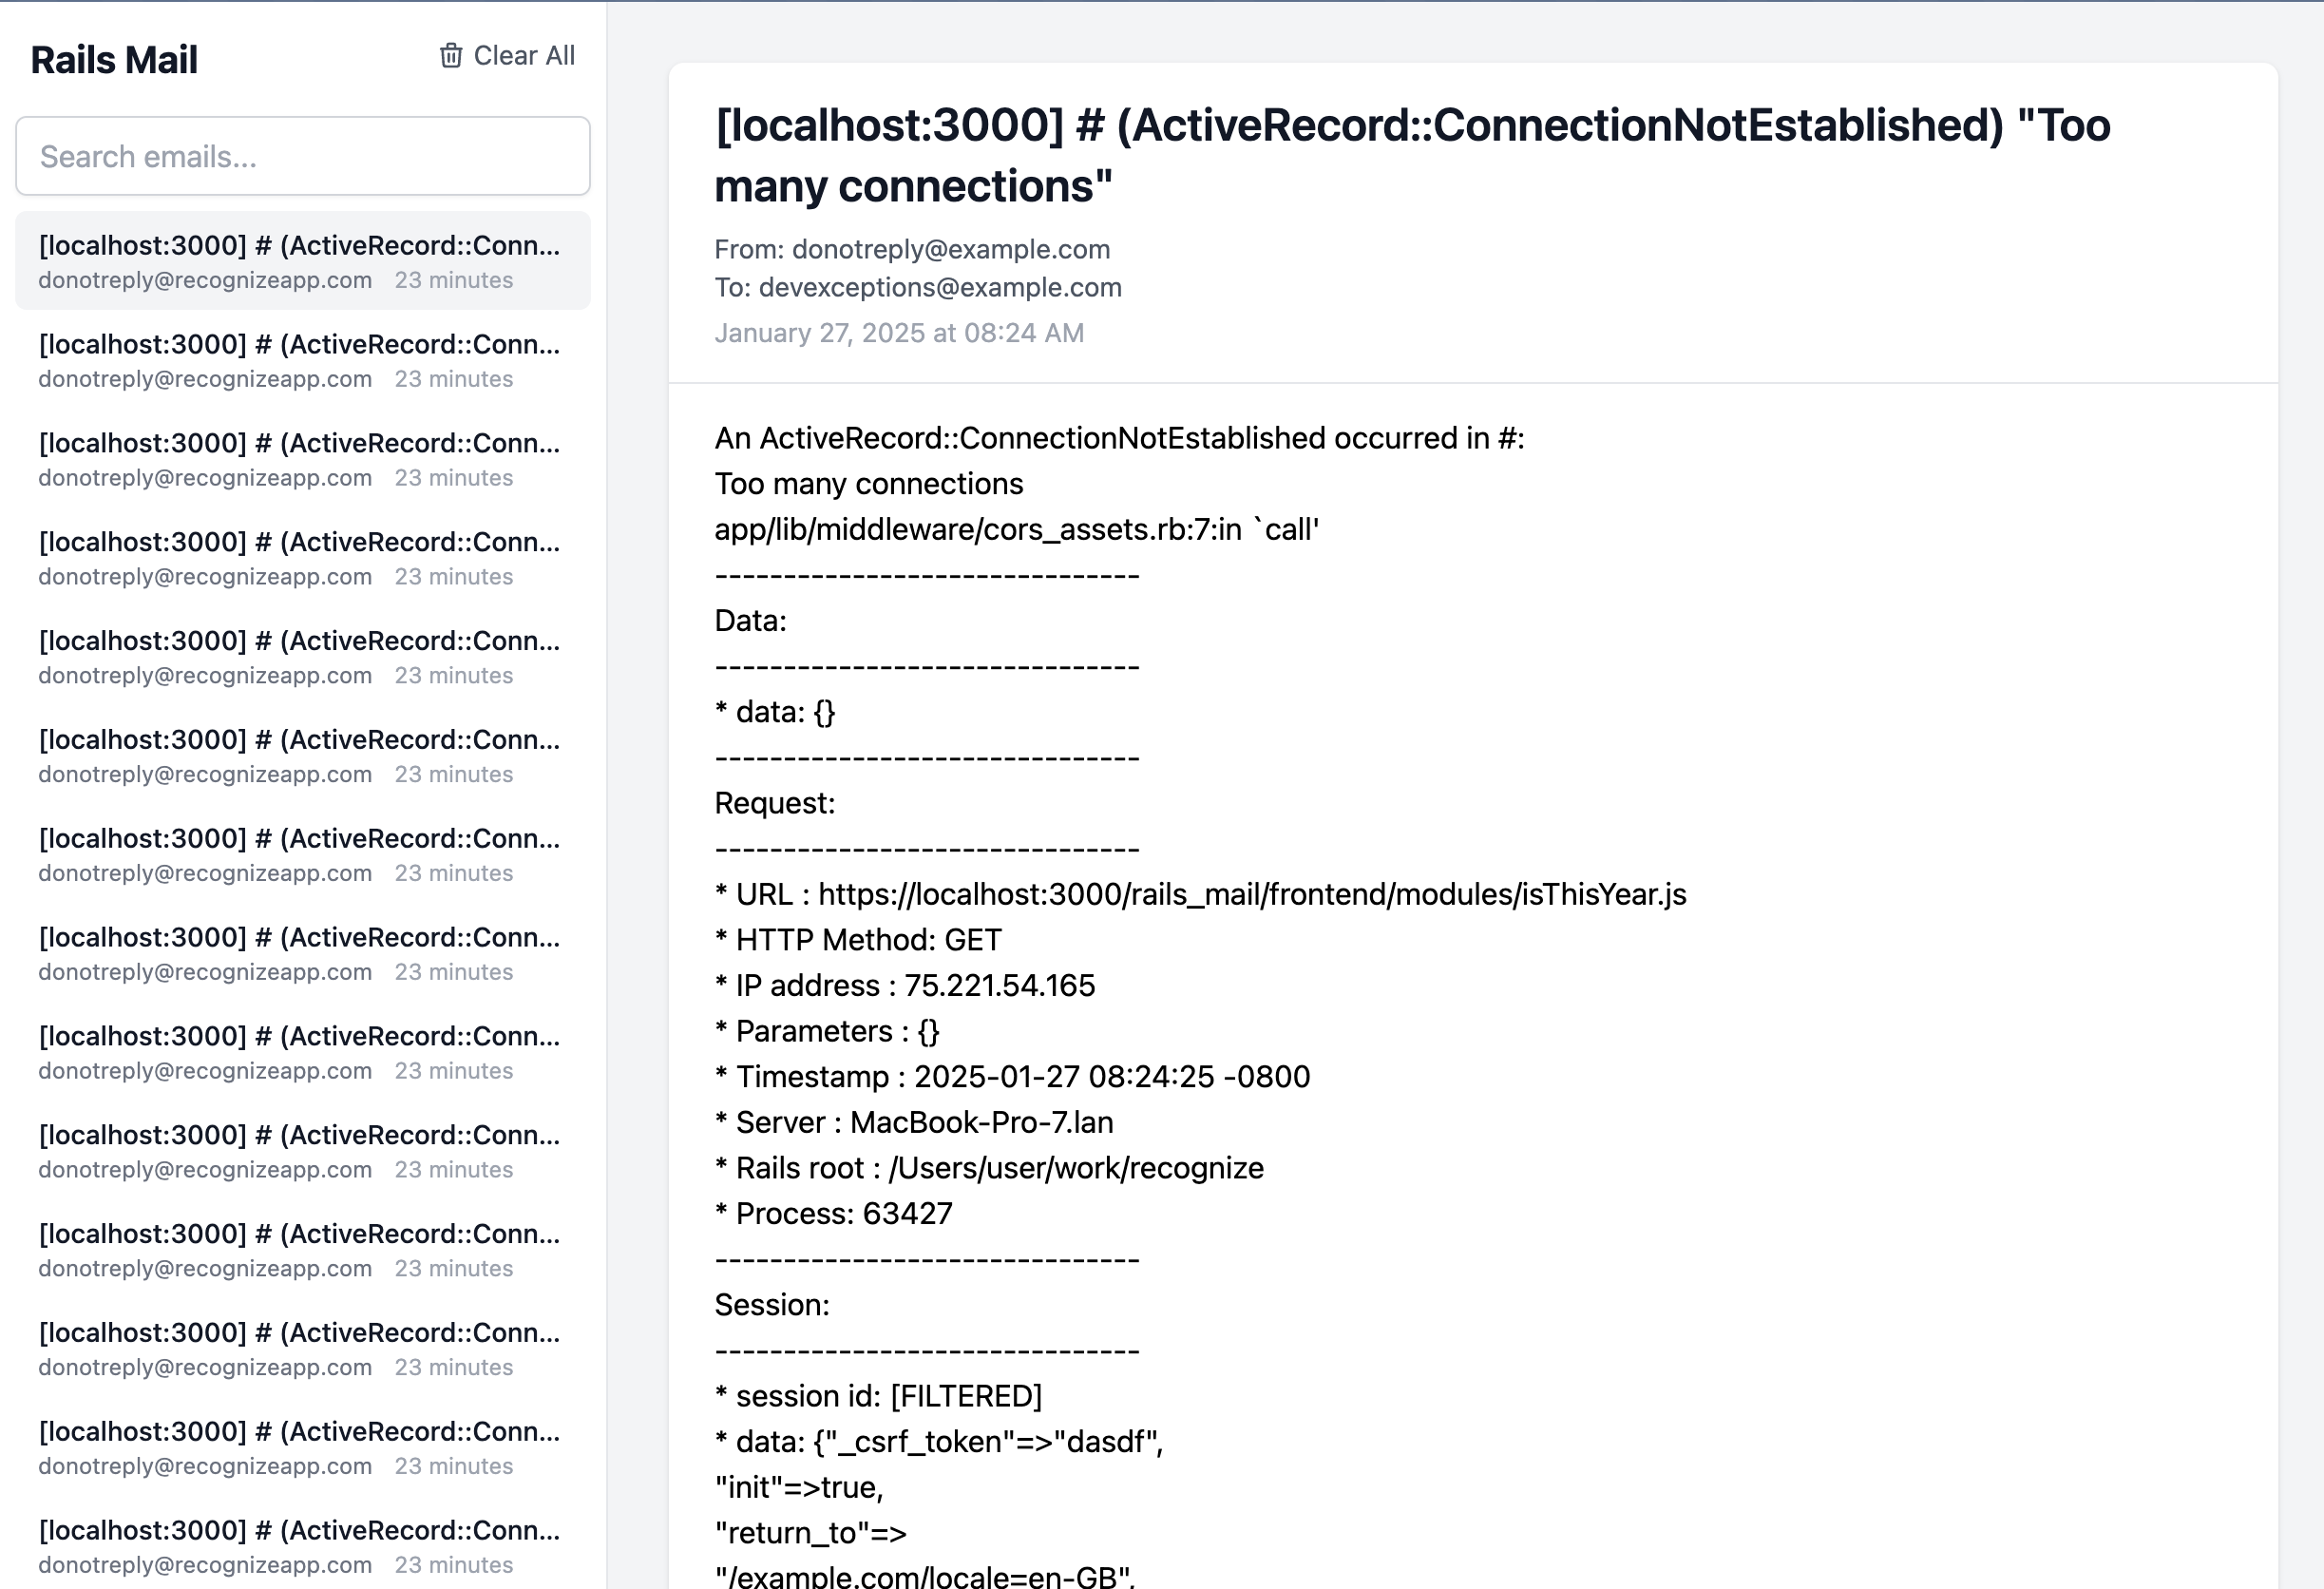 Rails Mail
Clear All
Search emails...
[localhost:3000] # (ActiveRecord::Conn...
donotreply@recognizeapp.com 23 minutes
[localhost:3000] # (ActiveRecord::Conn...
donotreply@recognizeapp.com 23 minutes
[localhost:3000] # (ActiveRecord::Conn...
donotreply@recognizeapp.com 23 minutes
[localhost:3000] # (ActiveRecord::Conn...
donotreply@recognizeapp.com 23 minutes
[localhost:3000] # (ActiveRecord::Conn...
donotreply@recognizeapp.com 23 minutes
[localhost:3000] # (ActiveRecord::Conn...
donotreply@recognizeapp.com 23 minutes
[localhost:3000] # (ActiveRecord::Conn...
donotreply@recognizeapp.com 23 minutes
[localhost:3000] # (ActiveRecord::Conn...
donotreply@recognizeapp.com 23 minutes
[localhost:3000] # (ActiveRecord::Conn...
donotreply@recognizeapp.com 23 minutes
[localhost:3000] # (ActiveRecord::Conn...
donotreply@recognizeapp.com 23 minutes
[localhost:3000] # (ActiveRecord::Conn...
donotreply@recognizeapp.com 23 minutes
[localhost:3000] # (ActiveRecord::Conn...
donotreply@recognizeapp.com 23 minutes
[localhost:3000] # (ActiveRecord::Conn...
donotreply@recognizeapp.com 23 minutes
[localhost:3000] # (ActiveRecord::Conn...
donotreply@recognizeapp.com 23 minutes
[localhost:3000] # (ActiveRecord::ConnectionNotEstablished) "Too
many connections"
From: donotreply@example.com
To: devexceptions@example.com
January 27, 2025 at 08:24 AM
An ActiveRecord::ConnectionNotEstablished occurred in #:
Too many connections
app/lib/middleware/cors_assets.rb:7:in `call'
-------------------------------
Data:
-------------------------------
* data: {}
-------------------------------
Request:
-------------------------------
* URL : https://localhost:3000/rails_mail/frontend/modules/isThisYear.js
* HTTP Method: GET
* IP address : 75.221.54.165
* Parameters : {}
* Timestamp : 2025-01-27 08:24:25 -0800
* Server : MacBook-Pro-7.lan
* Rails root : /Users/user/work/recognize
* Process: 63427
-------------------------------
Session:
-------------------------------
* session id: [FILTERED]
* data: {"_csrf_token"=>"dasdf",
"init"=>true,
"return_to"=>
"/example.com/locale=en-GB",